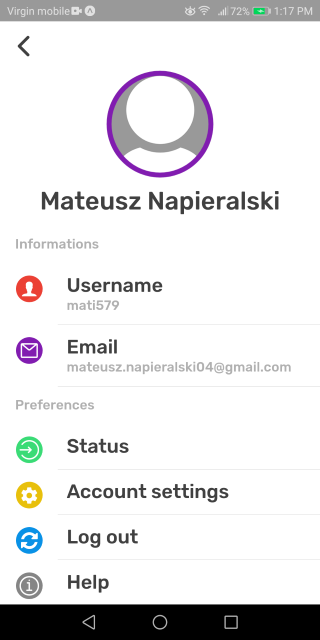 Virgin mobile 72% 1:17 PM
Mateusz Napieralski
Informations
Username
mati579
Email
mateusz.napieralski04@gmail.com
Preferences
Status
Account settings
Log out
Help